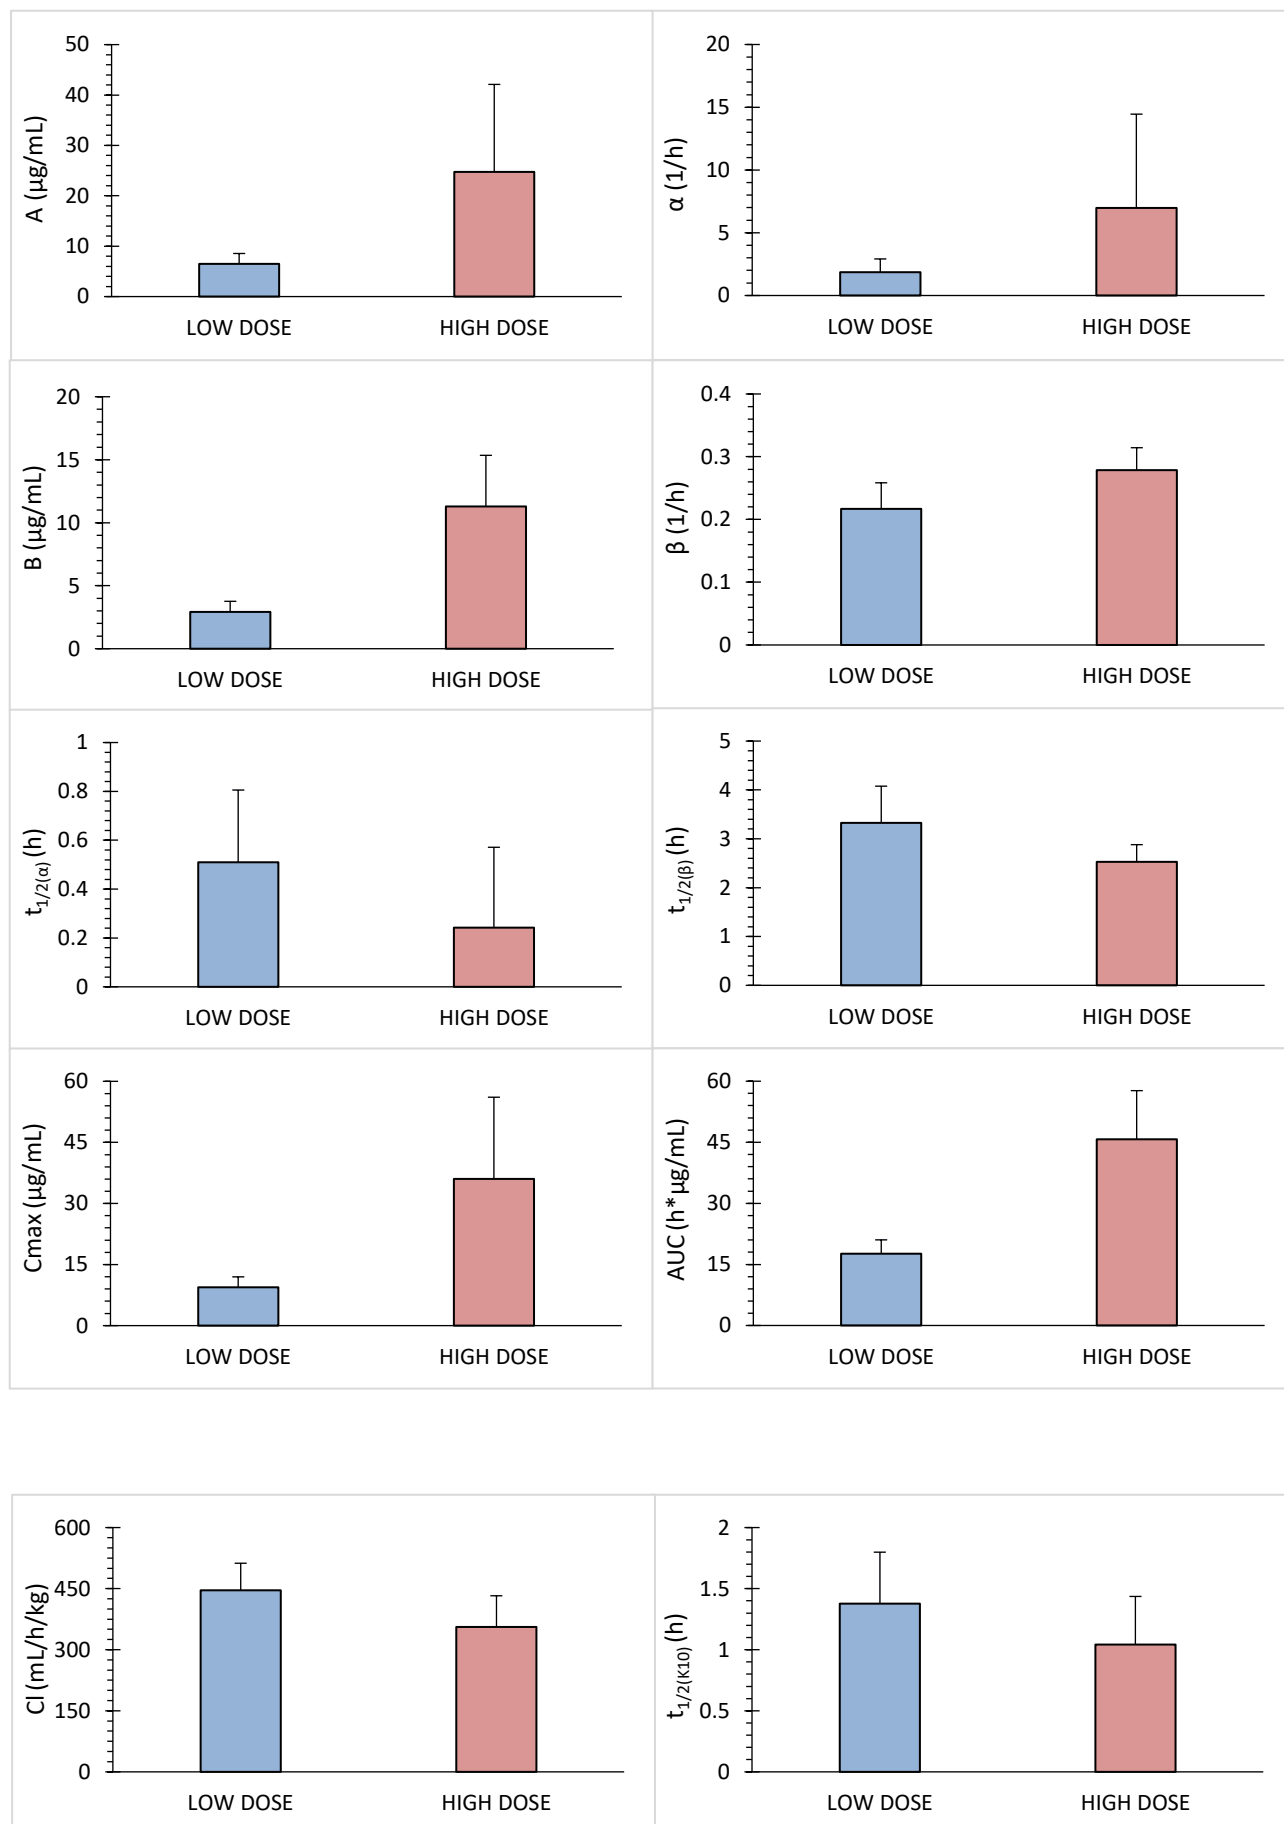 50
40
30
20
10
0
A (µg/mL)
LOW DOSE HIGH DOSE
20
15
10
5
0
α (1/h)
LOW DOSE HIGH DOSE
20
15
10
5
0
B (µg/mL)
LOW DOSE HIGH DOSE
0.4
0.3
0.2
0.1
0
β (1/h)
LOW DOSE HIGH DOSE
1
0.8
0.6
0.4
0.2
0
t1/2(α) (h)
LOW DOSE HIGH DOSE
5
4
3
2
1
0
t1/2(β) (h)
LOW DOSE HIGH DOSE
60
45
30
15
0
Cmax (µg/mL)
LOW DOSE HIGH DOSE
60
45
30
15
0
AUC (h*µg/mL)
LOW DOSE HIGH DOSE
600
450
300
150
0
Cl (mL/h/kg)
LOW DOSE HIGH DOSE
2
1.5
1
0.5
0
t1/2(K10) (h)
LOW DOSE HIGH DOSE